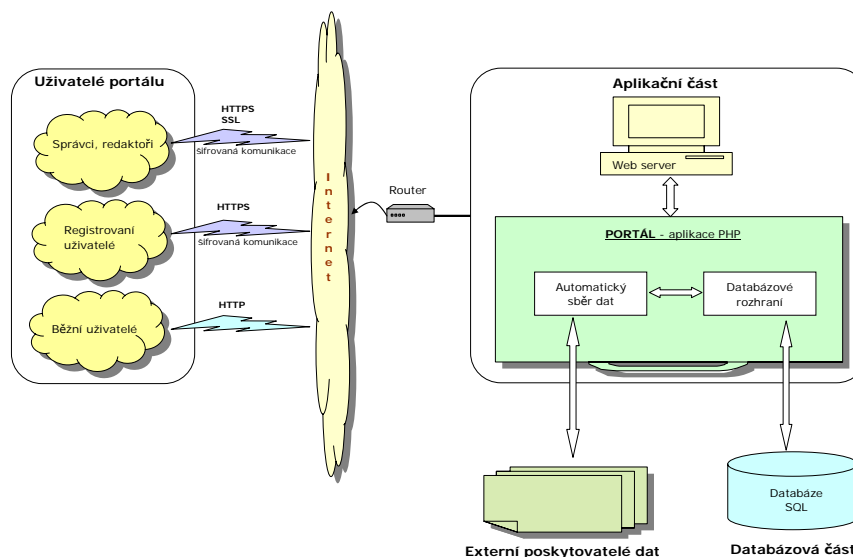 Uživatelé portálu
Správci, redaktoři
HTTPS
SSL
šifrovaná komunikace
Registrovaní
uživatelé
HTTPS
šifrovaná komunikace
Běžní uživatelé
HTTP
Internet
Router
Aplikační část
Web server
PORTÁL - aplikace PHP
Automatický
sběr dat
Databázové
rozhraní
Externí poskytovatelé dat
Databáze
SQL
Databázová část